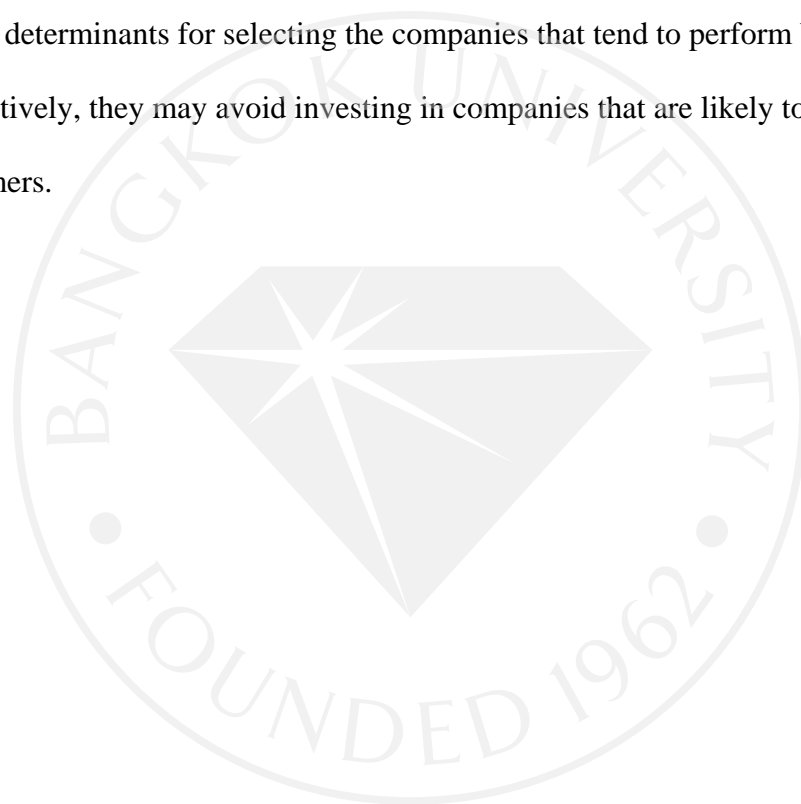 determinants for selecting the companies that tend to perform
tively, they may avoid investing in companies that are likely to
ners.
BANGKOK UNIVERSITY
• FOUNDED 1962 •